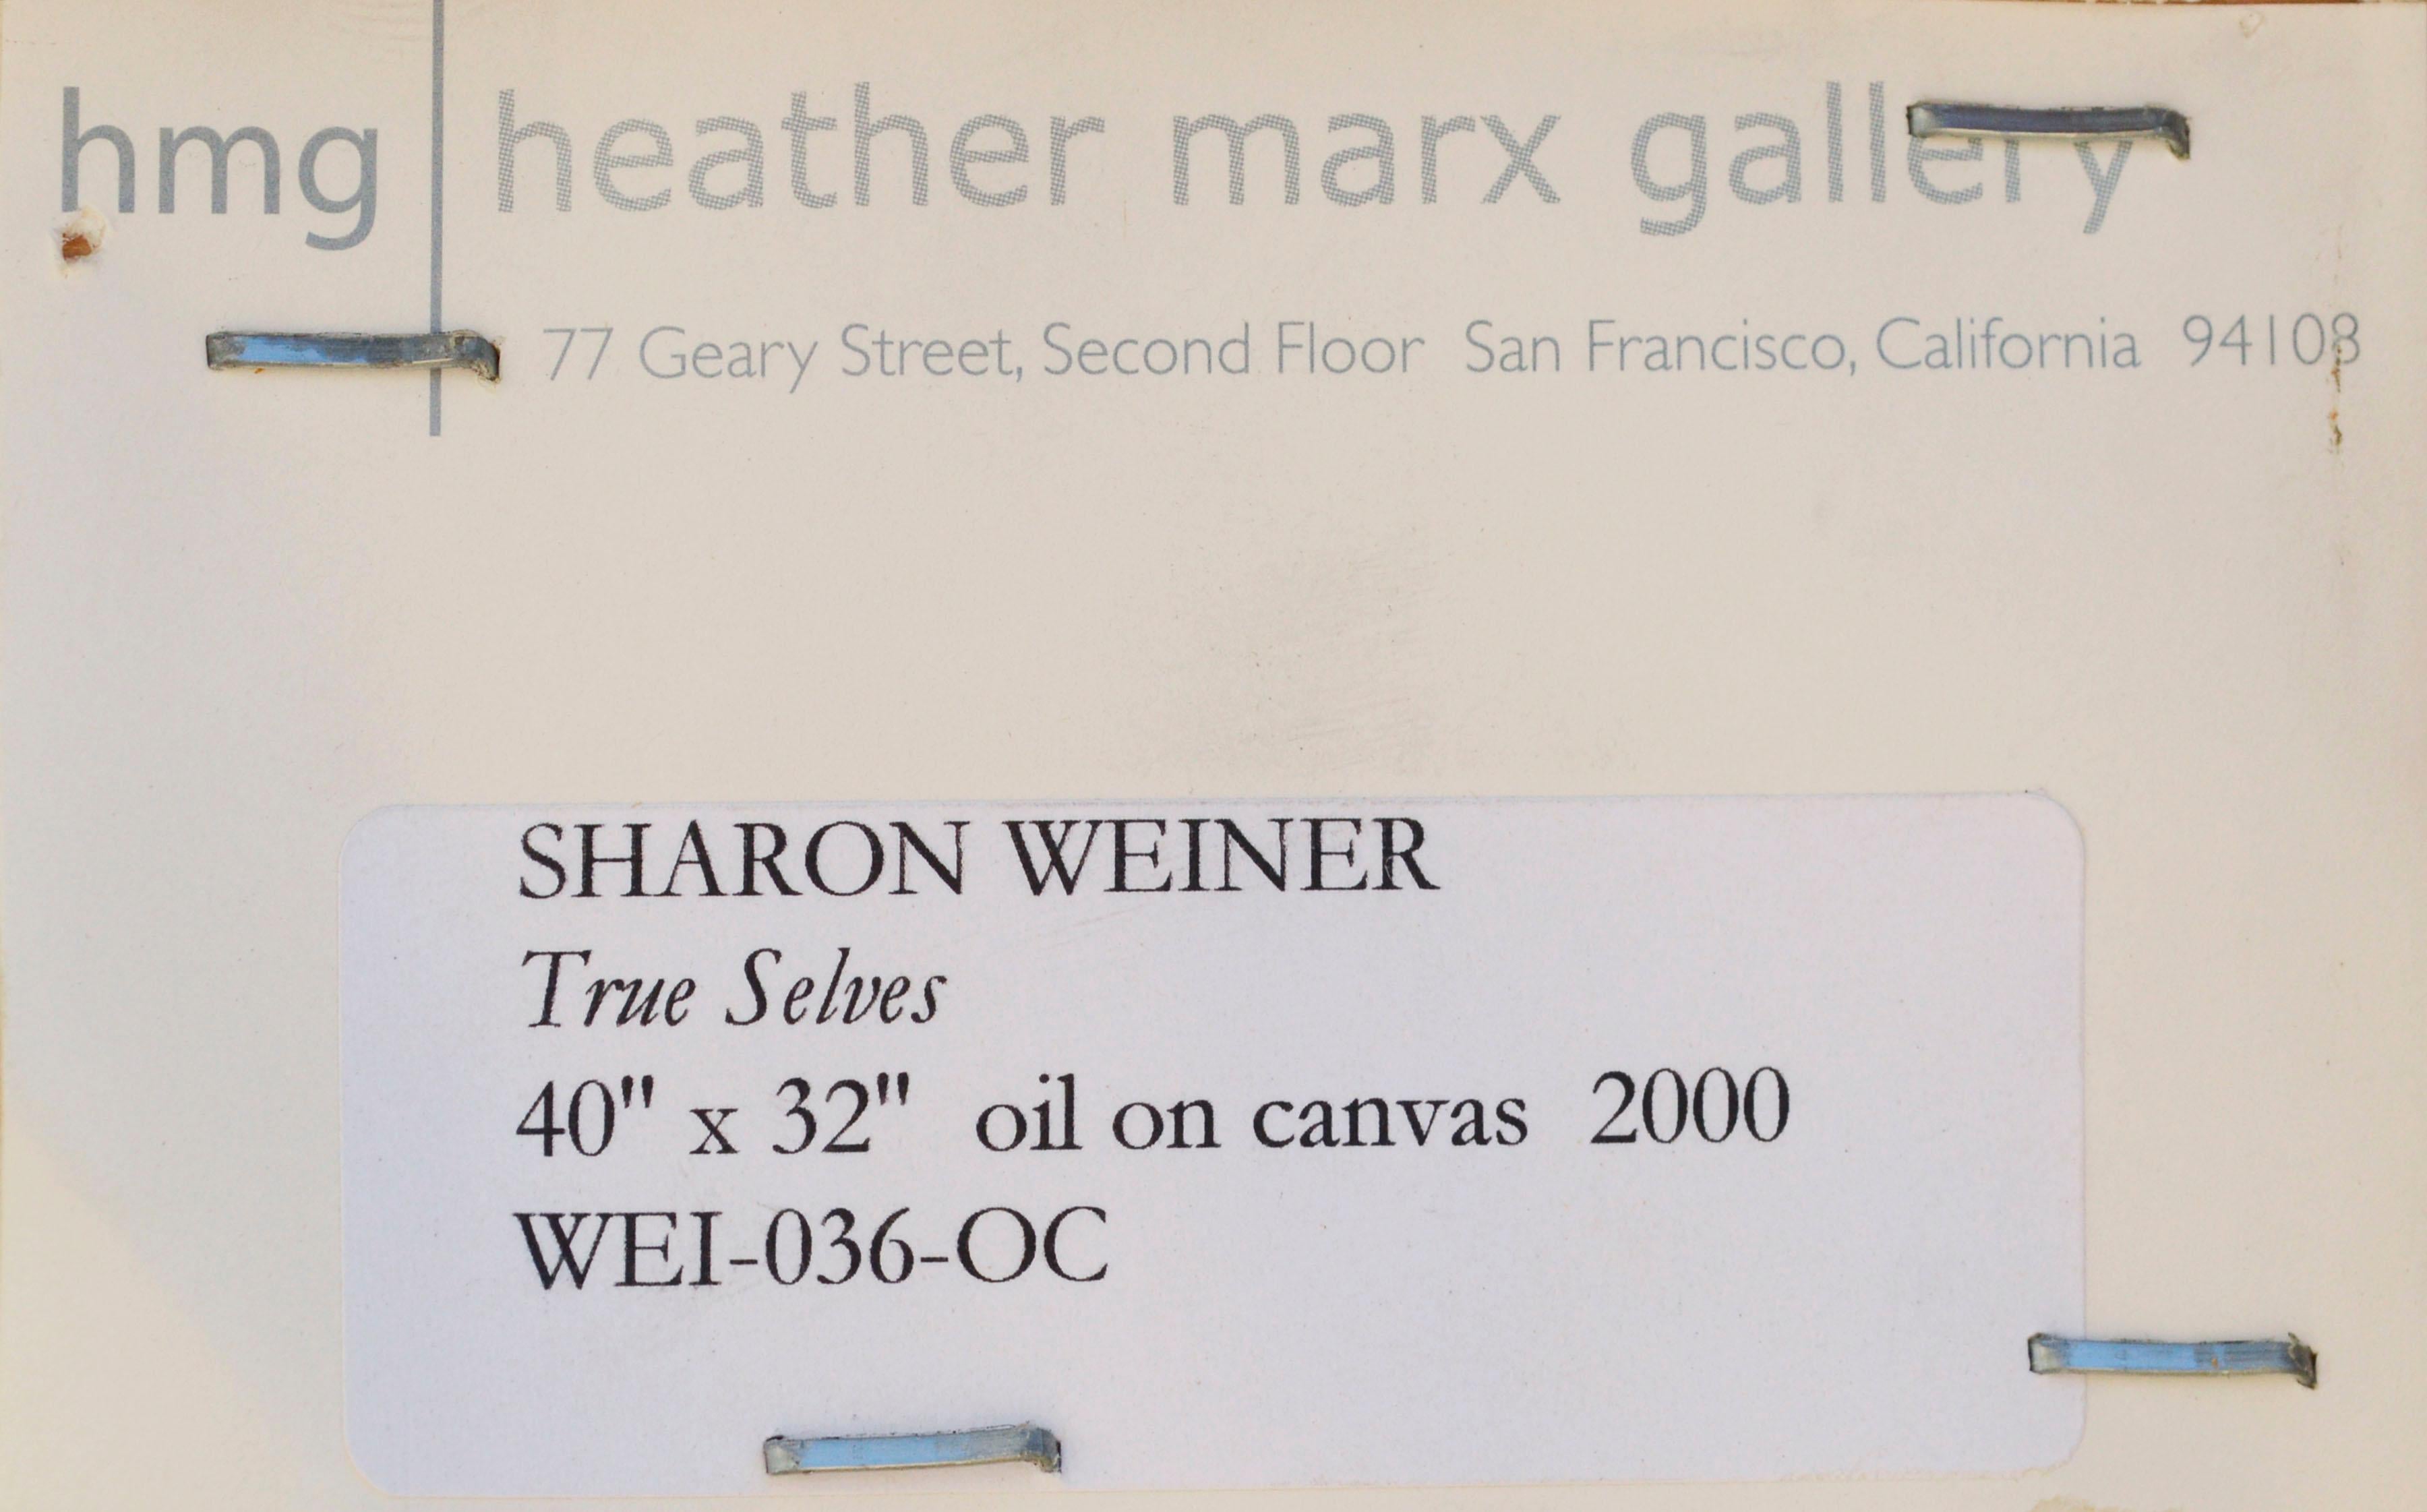 hmg heather marx gallery
77 Geary Street, Second Floor San Francisco, California 94108
SHARON WEINER
True Selves
40" x 32" oil on canvas 2000
WEI-036-OC